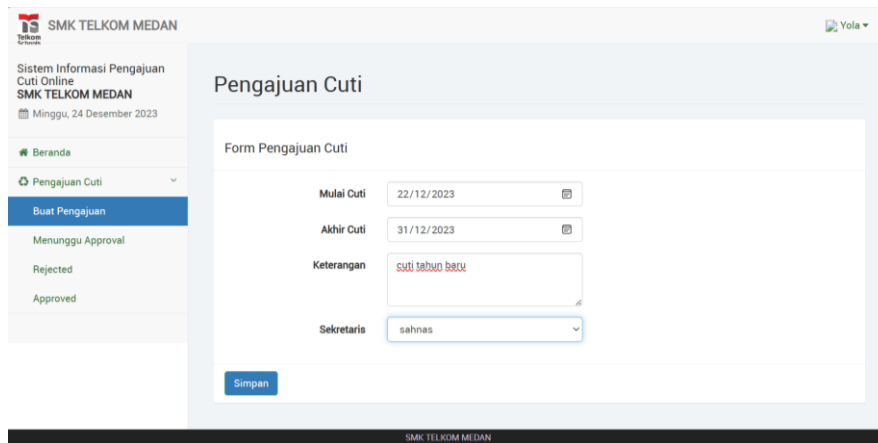 Telkom
Schools
SMK TELKOM MEDAN
Yola
Sistem Informasi Pengajuan
Cuti Online
SMK TELKOM MEDAN
Minggu, 24 Desember 2023
Beranda
Pengajuan Cuti
Buat Pengajuan
Menunggu Approval
Rejected
Approved
Pengajuan Cuti
Form Pengajuan Cuti
Mulai Cuti 22/12/2023
Akhir Cuti 31/12/2023
Keterangan cuti tahun baru
Sekretaris sahnas
Simpan
SMK TELKOM MEDAN